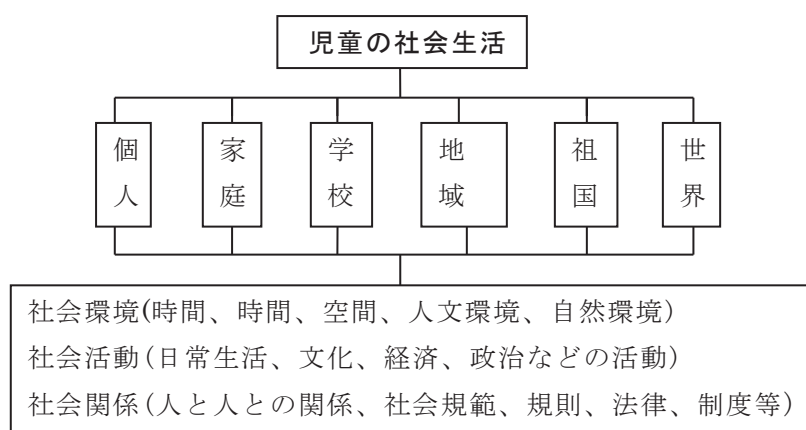 児童の社会生活
個人
家庭
学校
地域
祖国
世界
社会環境(時間、時間、空間、人文環境、自然環境)
社会活動(日常生活、文化、経済、政治などの活動)
社会関係(人と人との関係、社会規範、規則、法律、制度等)